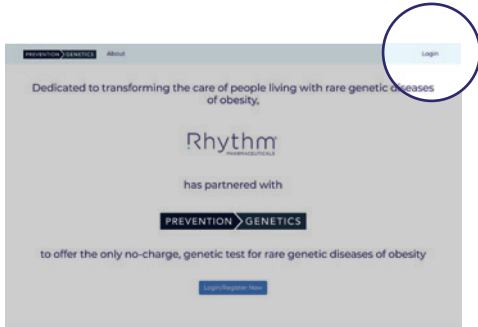 PREVENTION GENETICS About Login
Dedicated to transforming the care of people living with rare genetic diseases
of obesity,
Rhythm
PHARMACEUTICALS
has partnered with
PREVENTION GENETICS
to offer the only no-charge, genetic test for rare genetic diseases of obesity
Login/Register Now